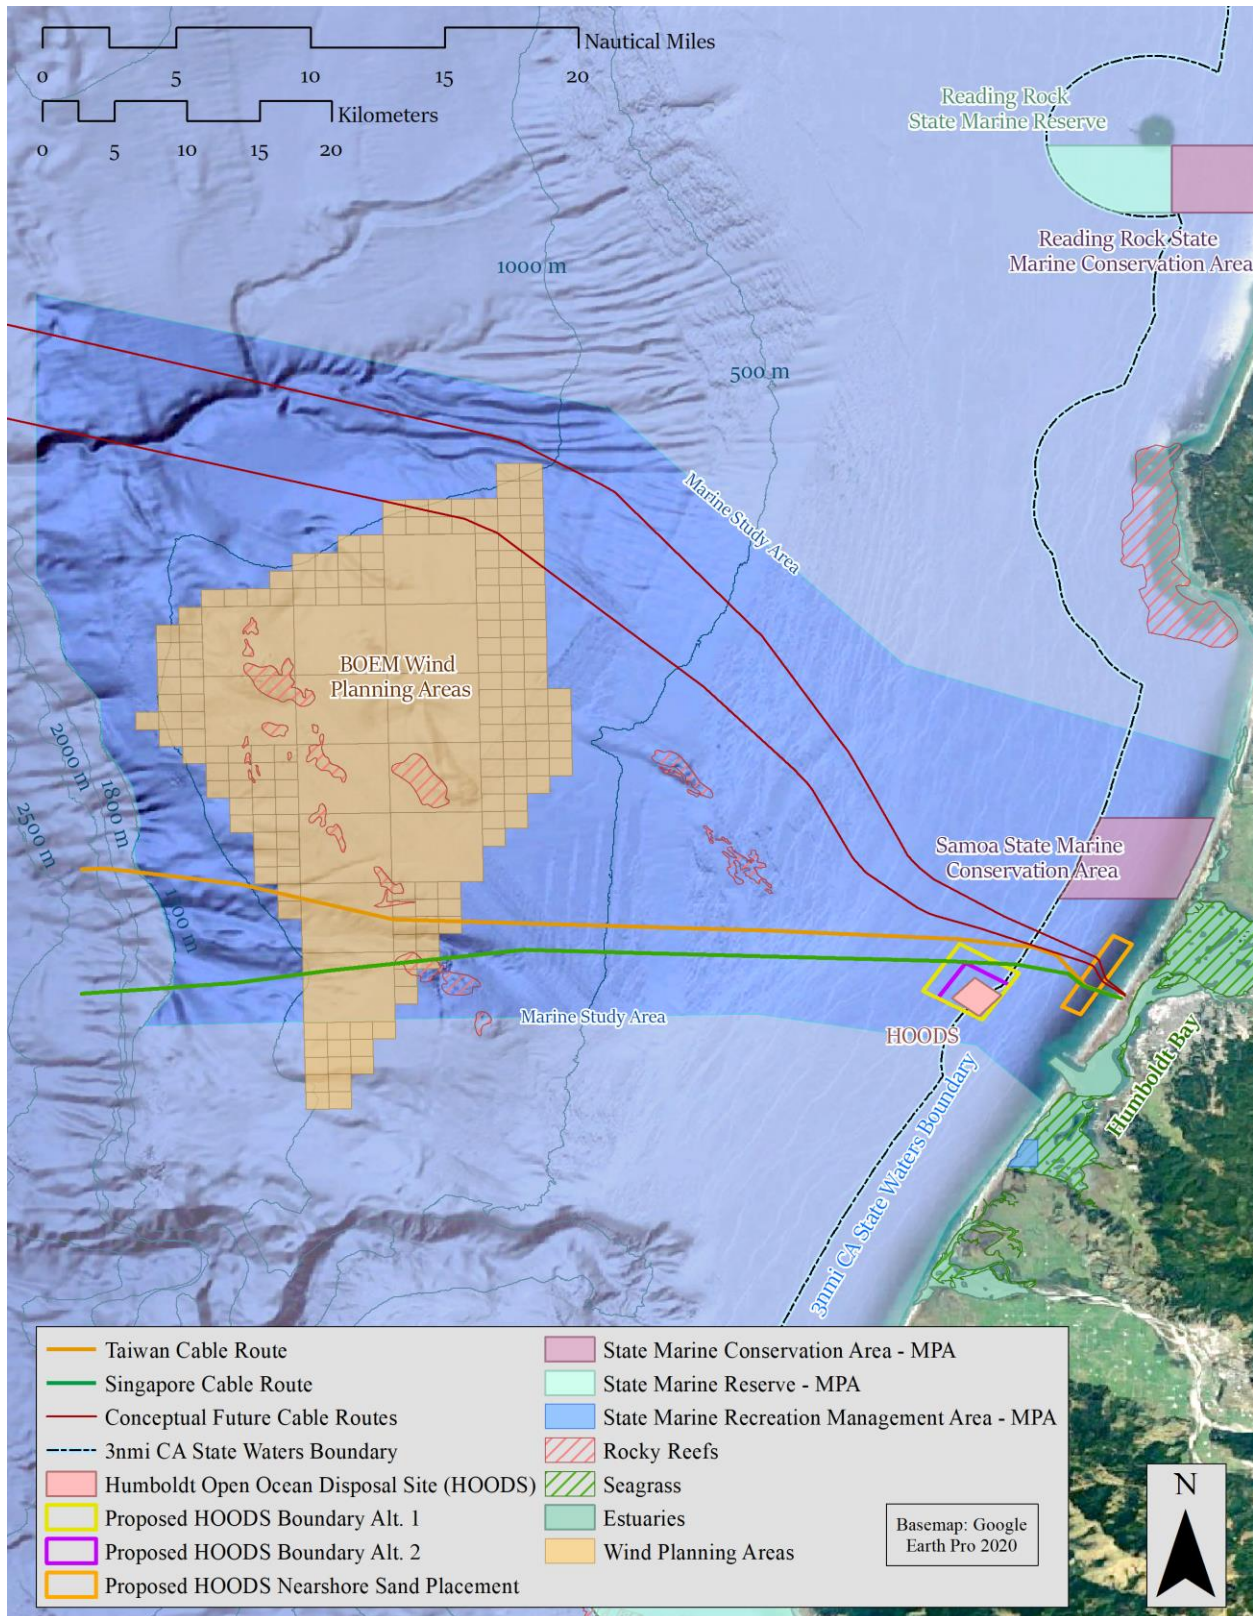 Nautical Miles
0 5 10 15 20
Kilometers
0 5 10 15 20
Reading Rock
State Marine Reserve
Reading Rock State
Marine Conservation Area
1000 m
500 m
Marine Study Area
BOEM Wind
Planning Areas
2000 m
1800 m
2500 m
Samoa State Marine
Conservation Area
Marine Study Area
HOODS
Humboldt Bay
3nmi CA State Waters Boundary
Taiwan Cable Route
Singapore Cable Route
Conceptual Future Cable Routes
3nmi CA State Waters Boundary
Humboldt Open Ocean Disposal Site (HOODS)
Proposed HOODS Boundary Alt. 1
Proposed HOODS Boundary Alt. 2
Proposed HOODS Nearshore Sand Placement
State Marine Conservation Area - MPA
State Marine Reserve - MPA
State Marine Recreation Management Area - MPA
Rocky Reefs
Seagrass
Estuaries
Wind Planning Areas
Basemap: Google
Earth Pro 2020
N